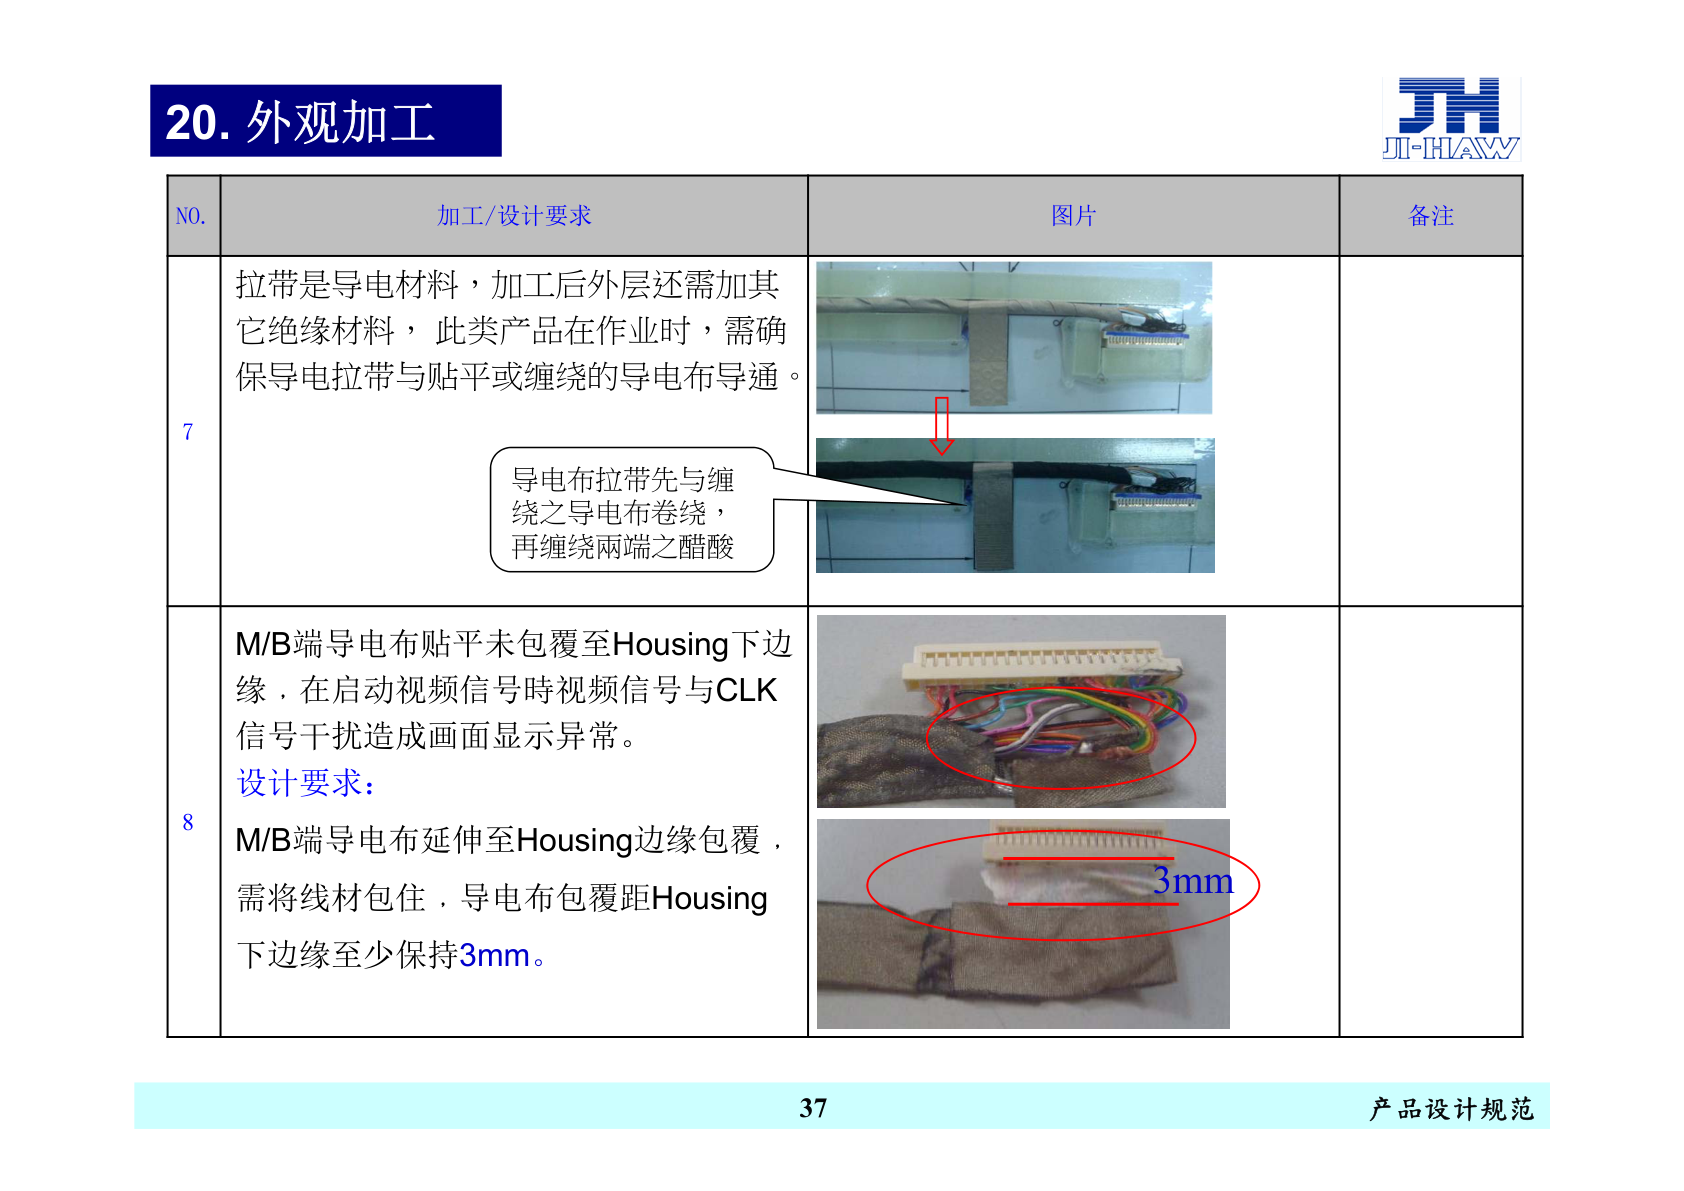 20. 外观加工
JH
JI-HAW
NO.
加工/设计要求
图片
备注
7
拉带是导电材料，加工后外层还需加其
它绝缘材料， 此类产品在作业时，需确
保导电拉带与贴平或缠绕的导电布导通。
导电布拉带先与缠
绕之导电布卷绕，
再缠绕兩端之醋酸
8
M/B端导电布贴平未包覆至Housing下边
缘，在启动视频信号時视频信号与CLK
信号干扰造成画面显示异常。
设计要求:
M/B端导电布延伸至Housing边缘包覆，
需将线材包住，导电布包覆距Housing
下边缘至少保持3mm。
3mm
37
产品设计规范